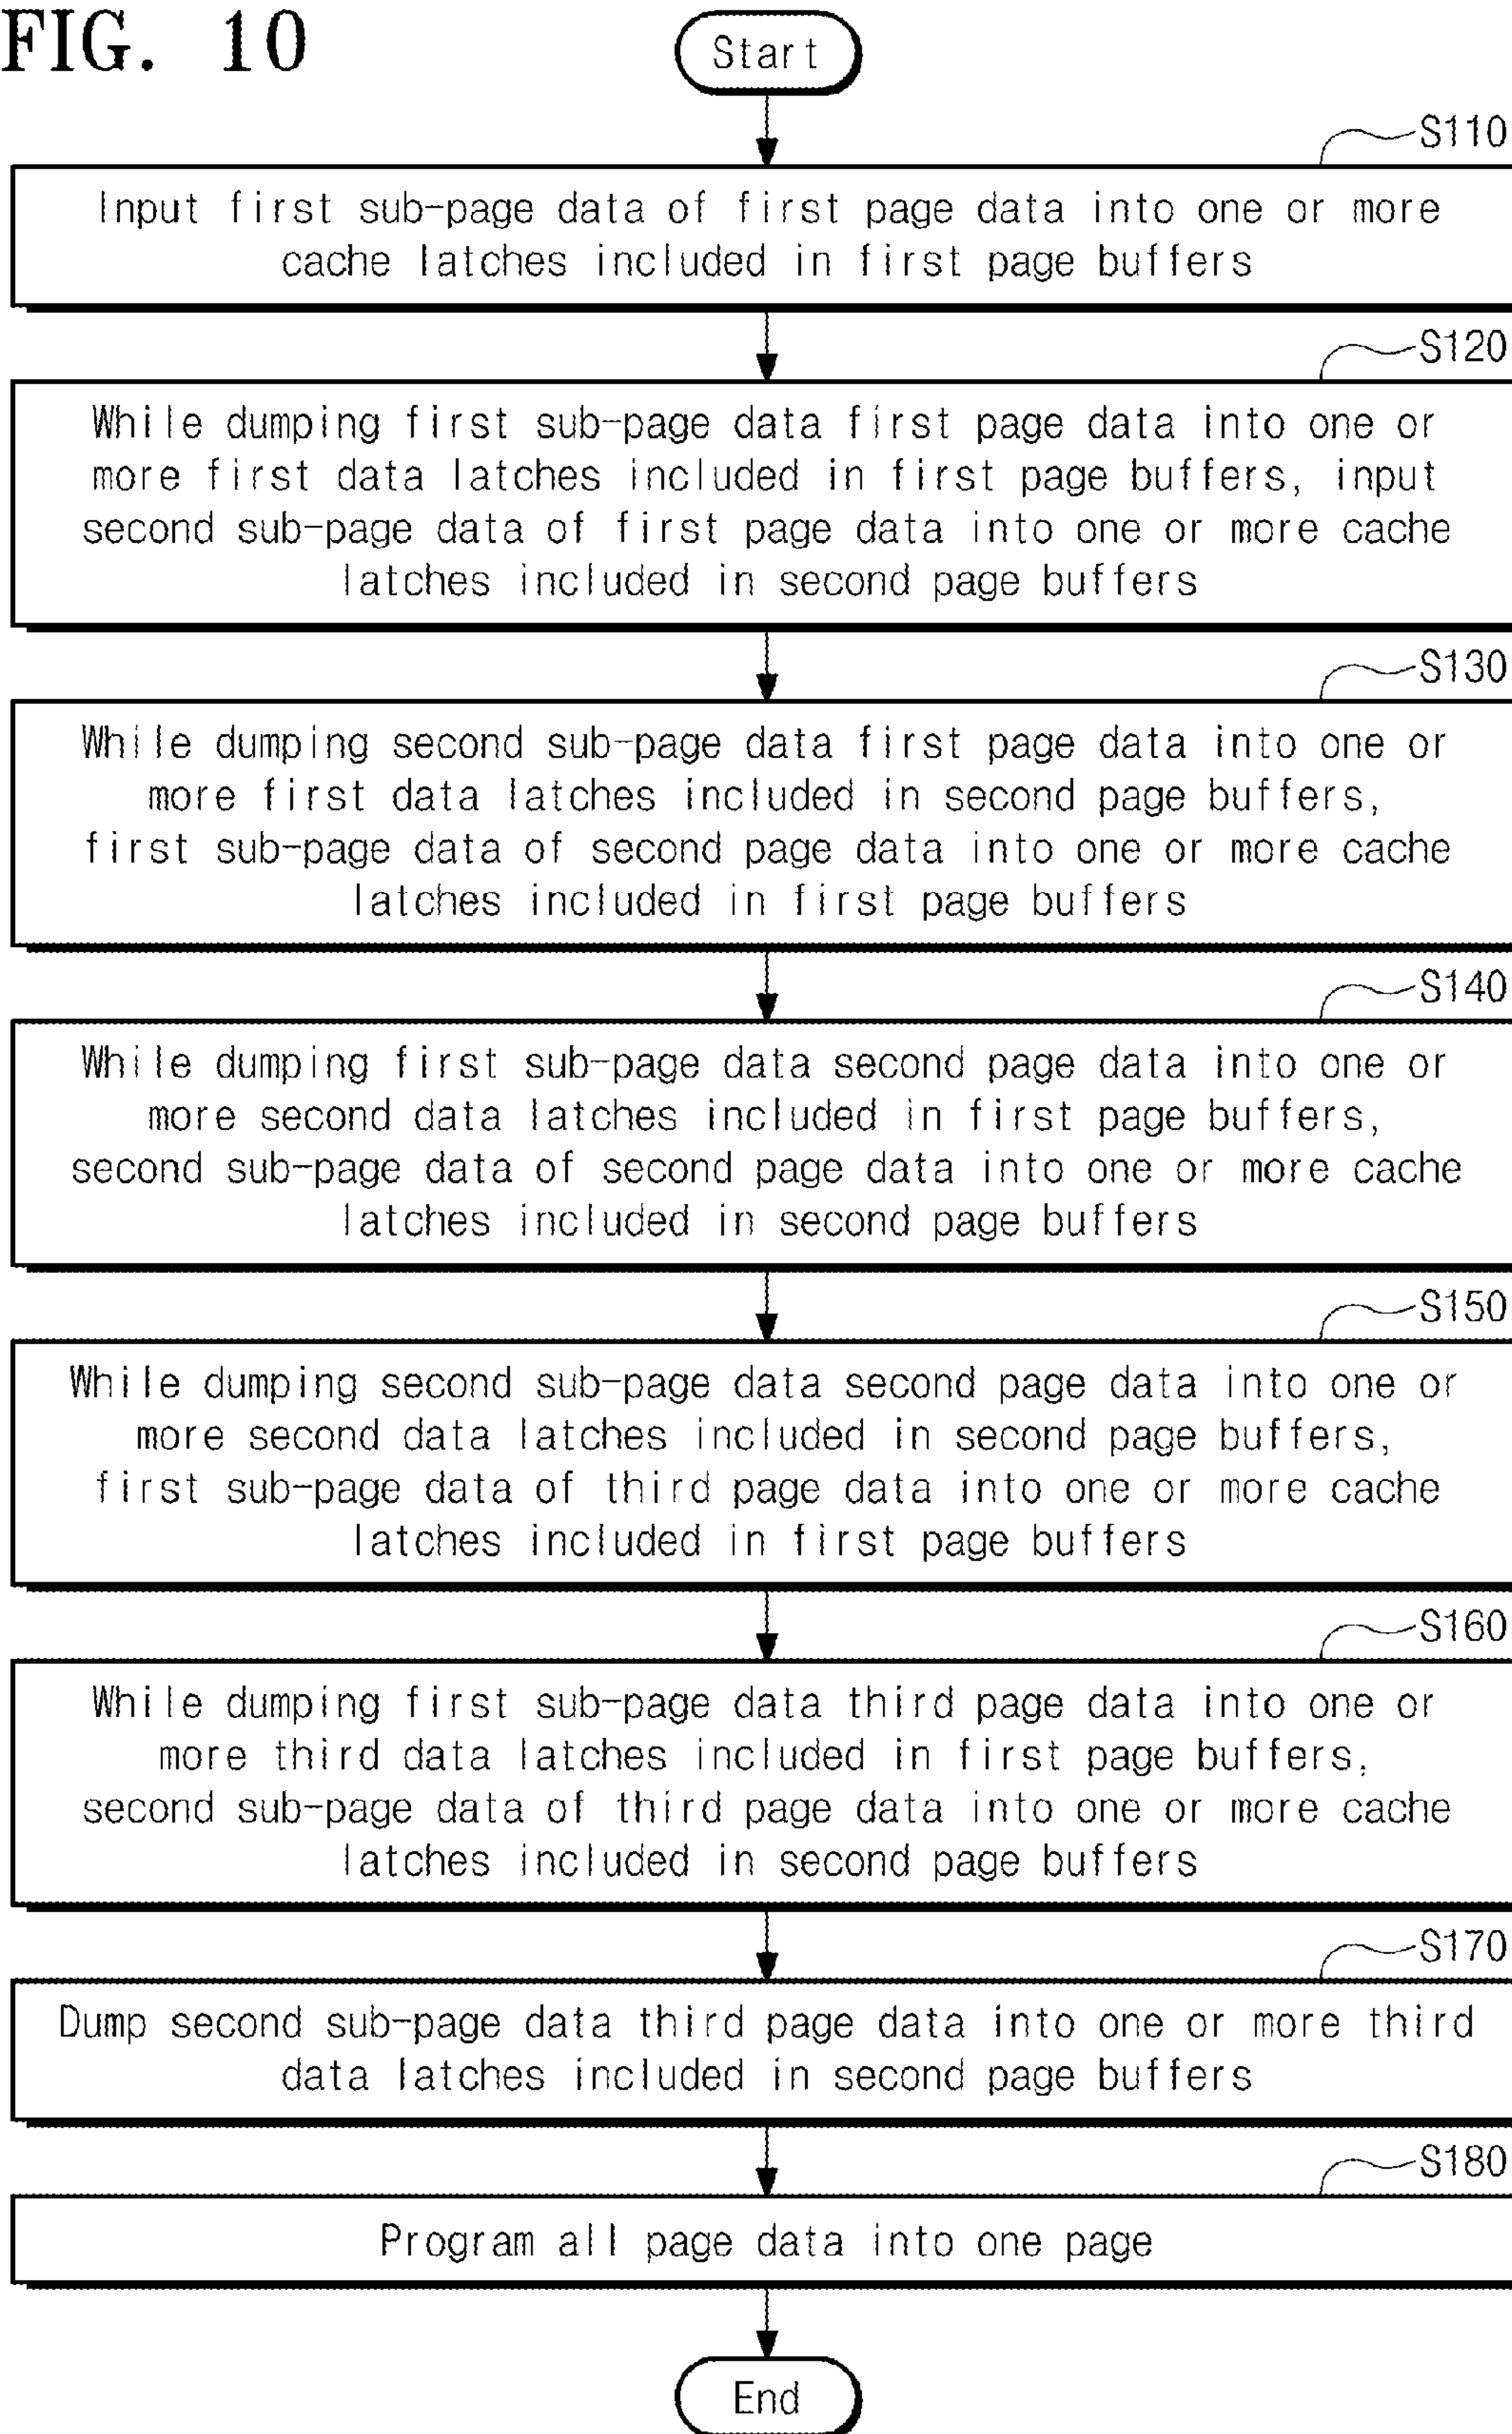 FIG. 10
Start
S110
Input first sub-page data of first page data into one or more
cache latches included in first page buffers
S120
While dumping first sub-page data first page data into one or
more first data latches included in first page buffers, input
second sub-page data of first page data into one or more cache
latches included in second page buffers
S130
While dumping second sub-page data first page data into one or
more first data latches included in second page buffers,
first sub-page data of second page data into one or more cache
latches included in first page buffers
S140
While dumping first sub-page data second page data into one or
more second data latches included in first page buffers,
second sub-page data of second page data into one or more cache
latches included in second page buffers
S150
While dumping second sub-page data second page data into one or
more second data latches included in second page buffers,
first sub-page data of third page data into one or more cache
latches included in first page buffers
S160
While dumping first sub-page data third page data into one or
more third data latches included in first page buffers,
second sub-page data of third page data into one or more cache
latches included in second page buffers
S170
Dump second sub-page data third page data into one or more third
data latches included in second page buffers
S180
Program all page data into one page
End